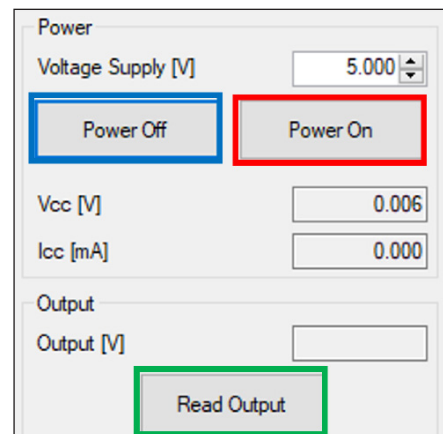 Power
Voltage Supply [V] 5.000
Power Off Power On
Vcc [V] 0.006
Icc [mA] 0.000
Output
Output [V]
Read Output